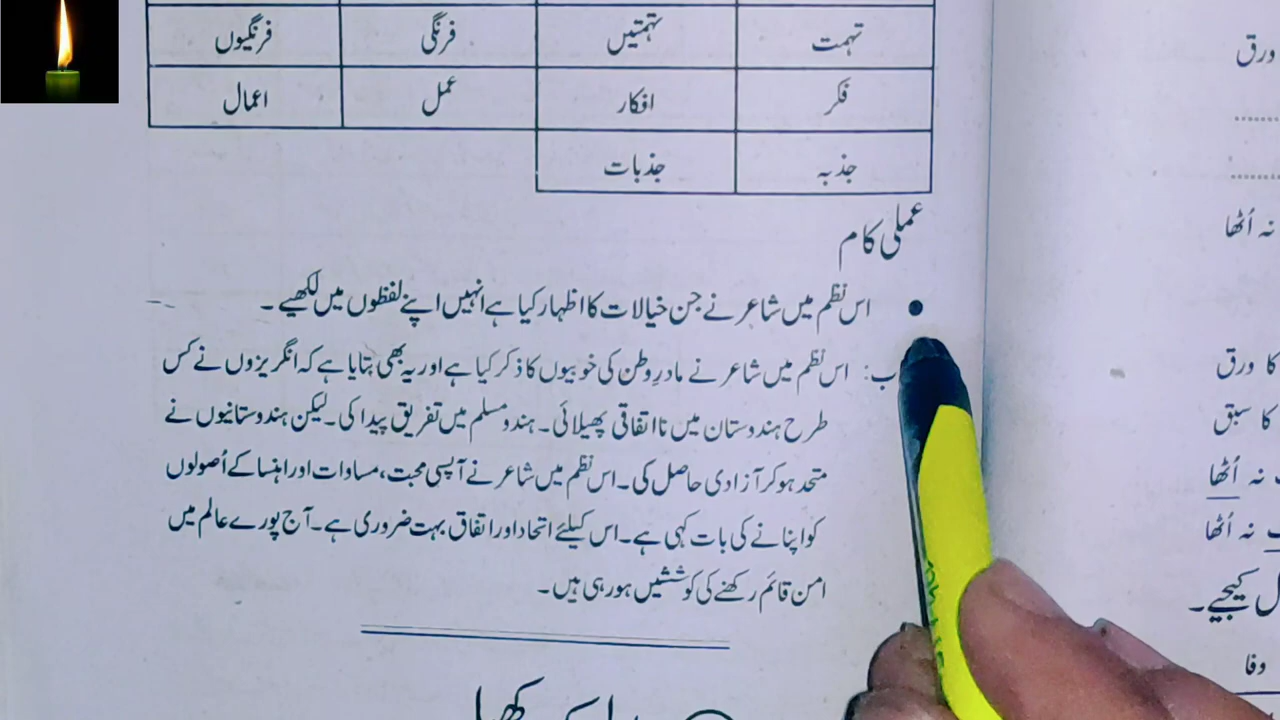 تہمت تہمتیں فرنگی فرنگیوں
فکر افکار عمل اعمال
جذبہ جذبات
عملی کام
● اس نظم میں شاعر نے جن خیالات کا اظہار کیا ہے انہیں اپنے لفظوں میں لکھیے۔
اس نظم میں شاعر نے مادرِ وطن کی خوبیوں کا ذکر کیا ہے اور یہ بھی بتایا ہے کہ انگریزوں نے کس
طرح ہندوستان میں نااتفاقی پھیلائی۔ ہندو مسلم میں تفریق پیدا کی۔ لیکن ہندوستانیوں نے
متحد ہو کر آزادی حاصل کی۔ اس نظم میں شاعر نے آپسی محبت، مساوات اور اہنسا کے اُصولوں
کو اپنانے کی بات کہی ہے۔ اس کیلئے اتحاد اور اتفاق بہت ضروری ہے۔ آج پورے عالم میں
امن قائم رکھنے کی کوششیں ہو رہی ہیں۔
ورق
نہ اُٹھا
کا ورق
کا سبق
نہ اُٹھا
نہ اُٹھا
کیجیے۔
وفا